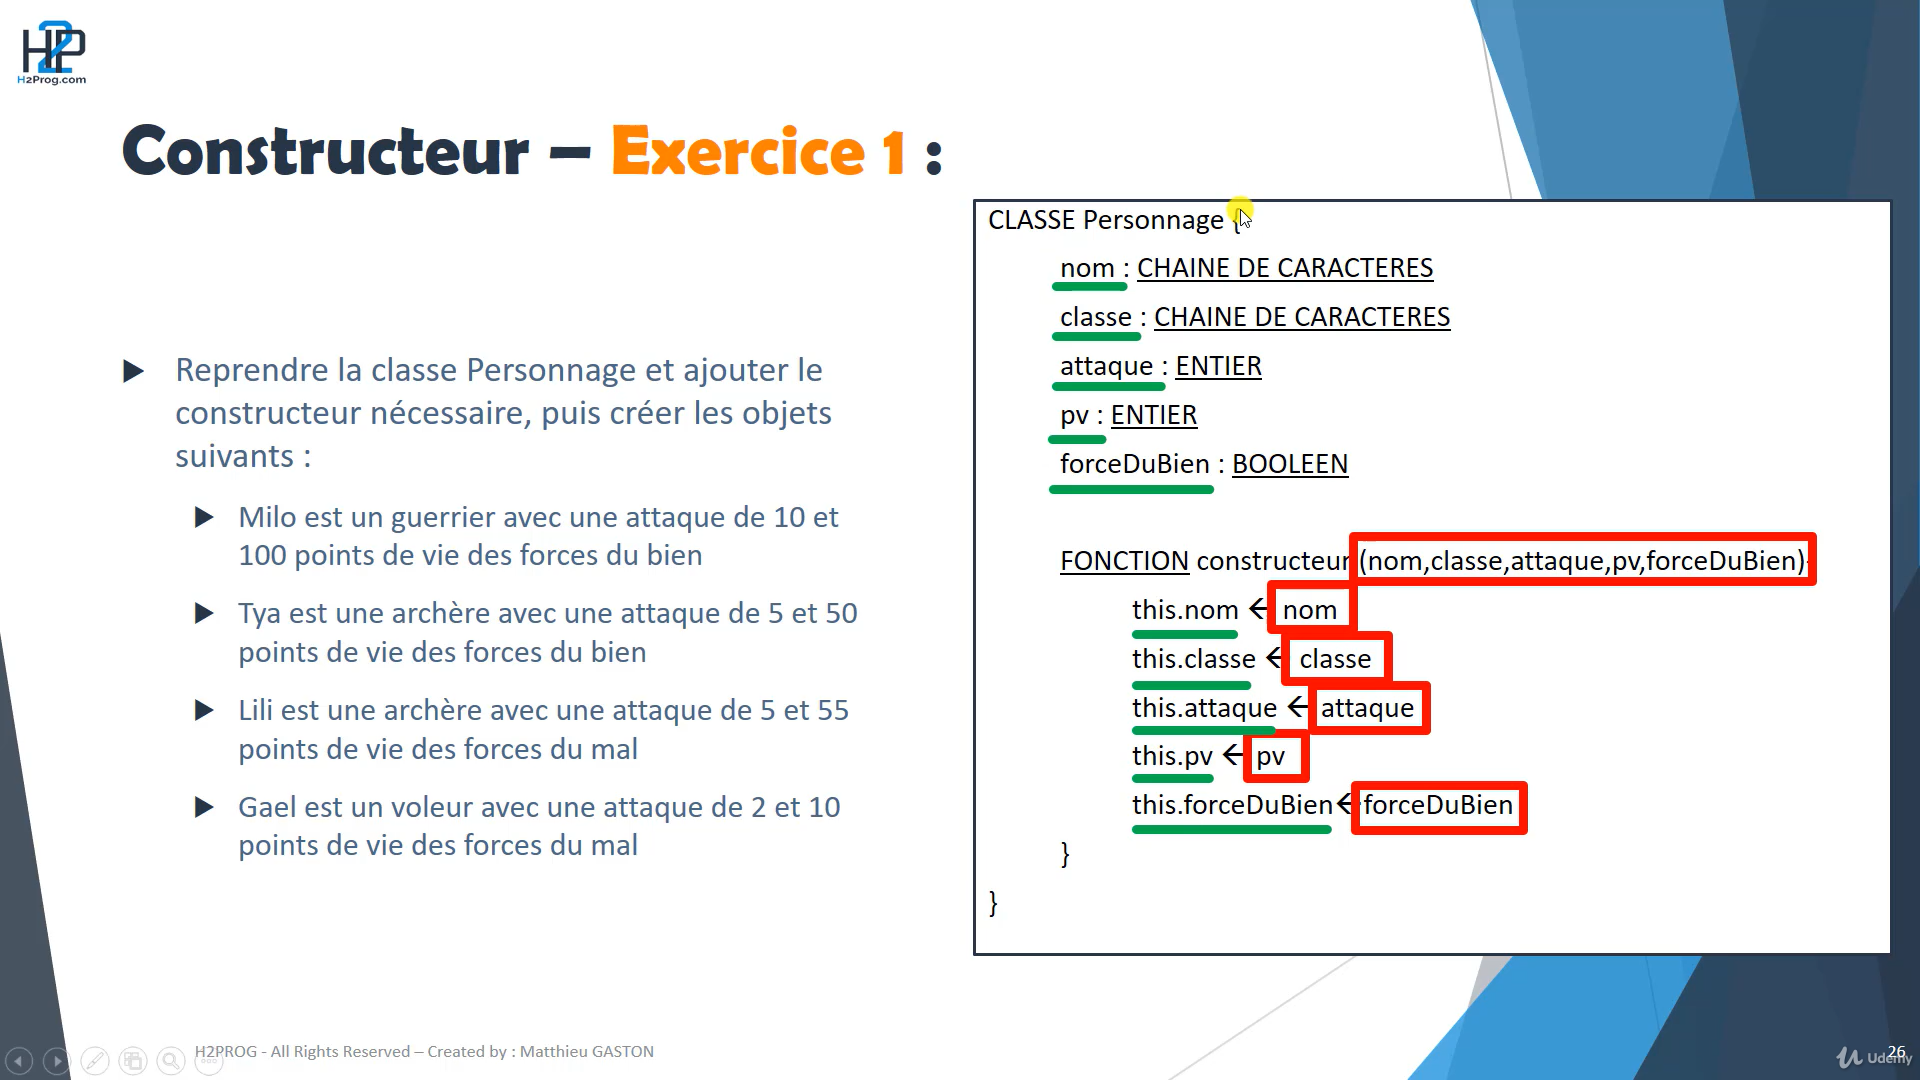 H2P
H2Prog.com
Constructeur – Exercice 1 :
Reprendre la classe Personnage et ajouter le
constructeur nécessaire, puis créer les objets
suivants :
Milo est un guerrier avec une attaque de 10 et
100 points de vie des forces du bien
Tya est une archère avec une attaque de 5 et 50
points de vie des forces du bien
Lili est une archère avec une attaque de 5 et 55
points de vie des forces du mal
Gael est un voleur avec une attaque de 2 et 10
points de vie des forces du mal
CLASSE Personnage {
nom : CHAINE DE CARACTERES
classe : CHAINE DE CARACTERES
attaque : ENTIER
pv : ENTIER
forceDuBien : BOOLEEN
FONCTION constructeur (nom,classe,attaque,pv,forceDuBien)
this.nom ← nom
this.classe ← classe
this.attaque ← attaque
this.pv ← pv
this.forceDuBien ← forceDuBien
}
}
H2PROG - All Rights Reserved – Created by : Matthieu GASTON
26
Udemy